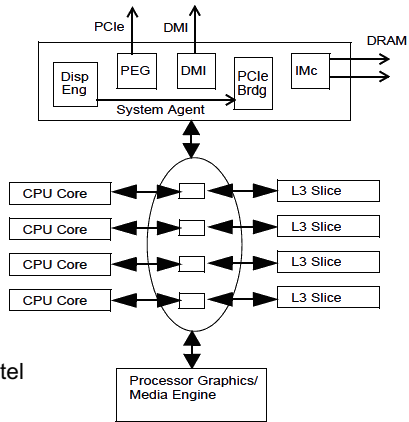 PCIe
DMI
DRAM
Disp
Eng
PEG
DMI
PCIe
Brdg
IMc
System Agent
CPU Core
L3 Slice
CPU Core
L3 Slice
CPU Core
L3 Slice
CPU Core
L3 Slice
tel
Processor Graphics/
Media Engine